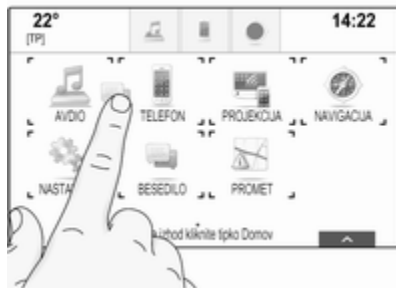 22° 14:22
[TP]
AVDIO TELEFON PROJEKCIJA NAVIGACIJA
BESEDILO PROMET
izhod kliknite tipko Domov